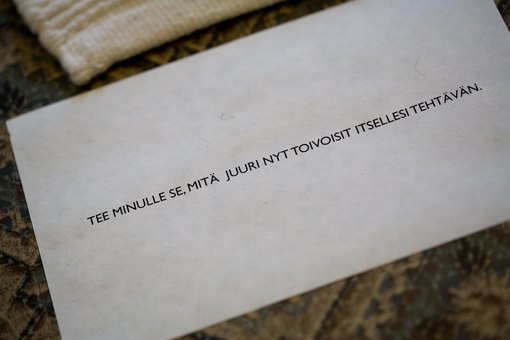 TEE MINULLE SE, MITÄ JUURI NYT TOIVOISIT ITSELLESI TEHTÄVÄN.